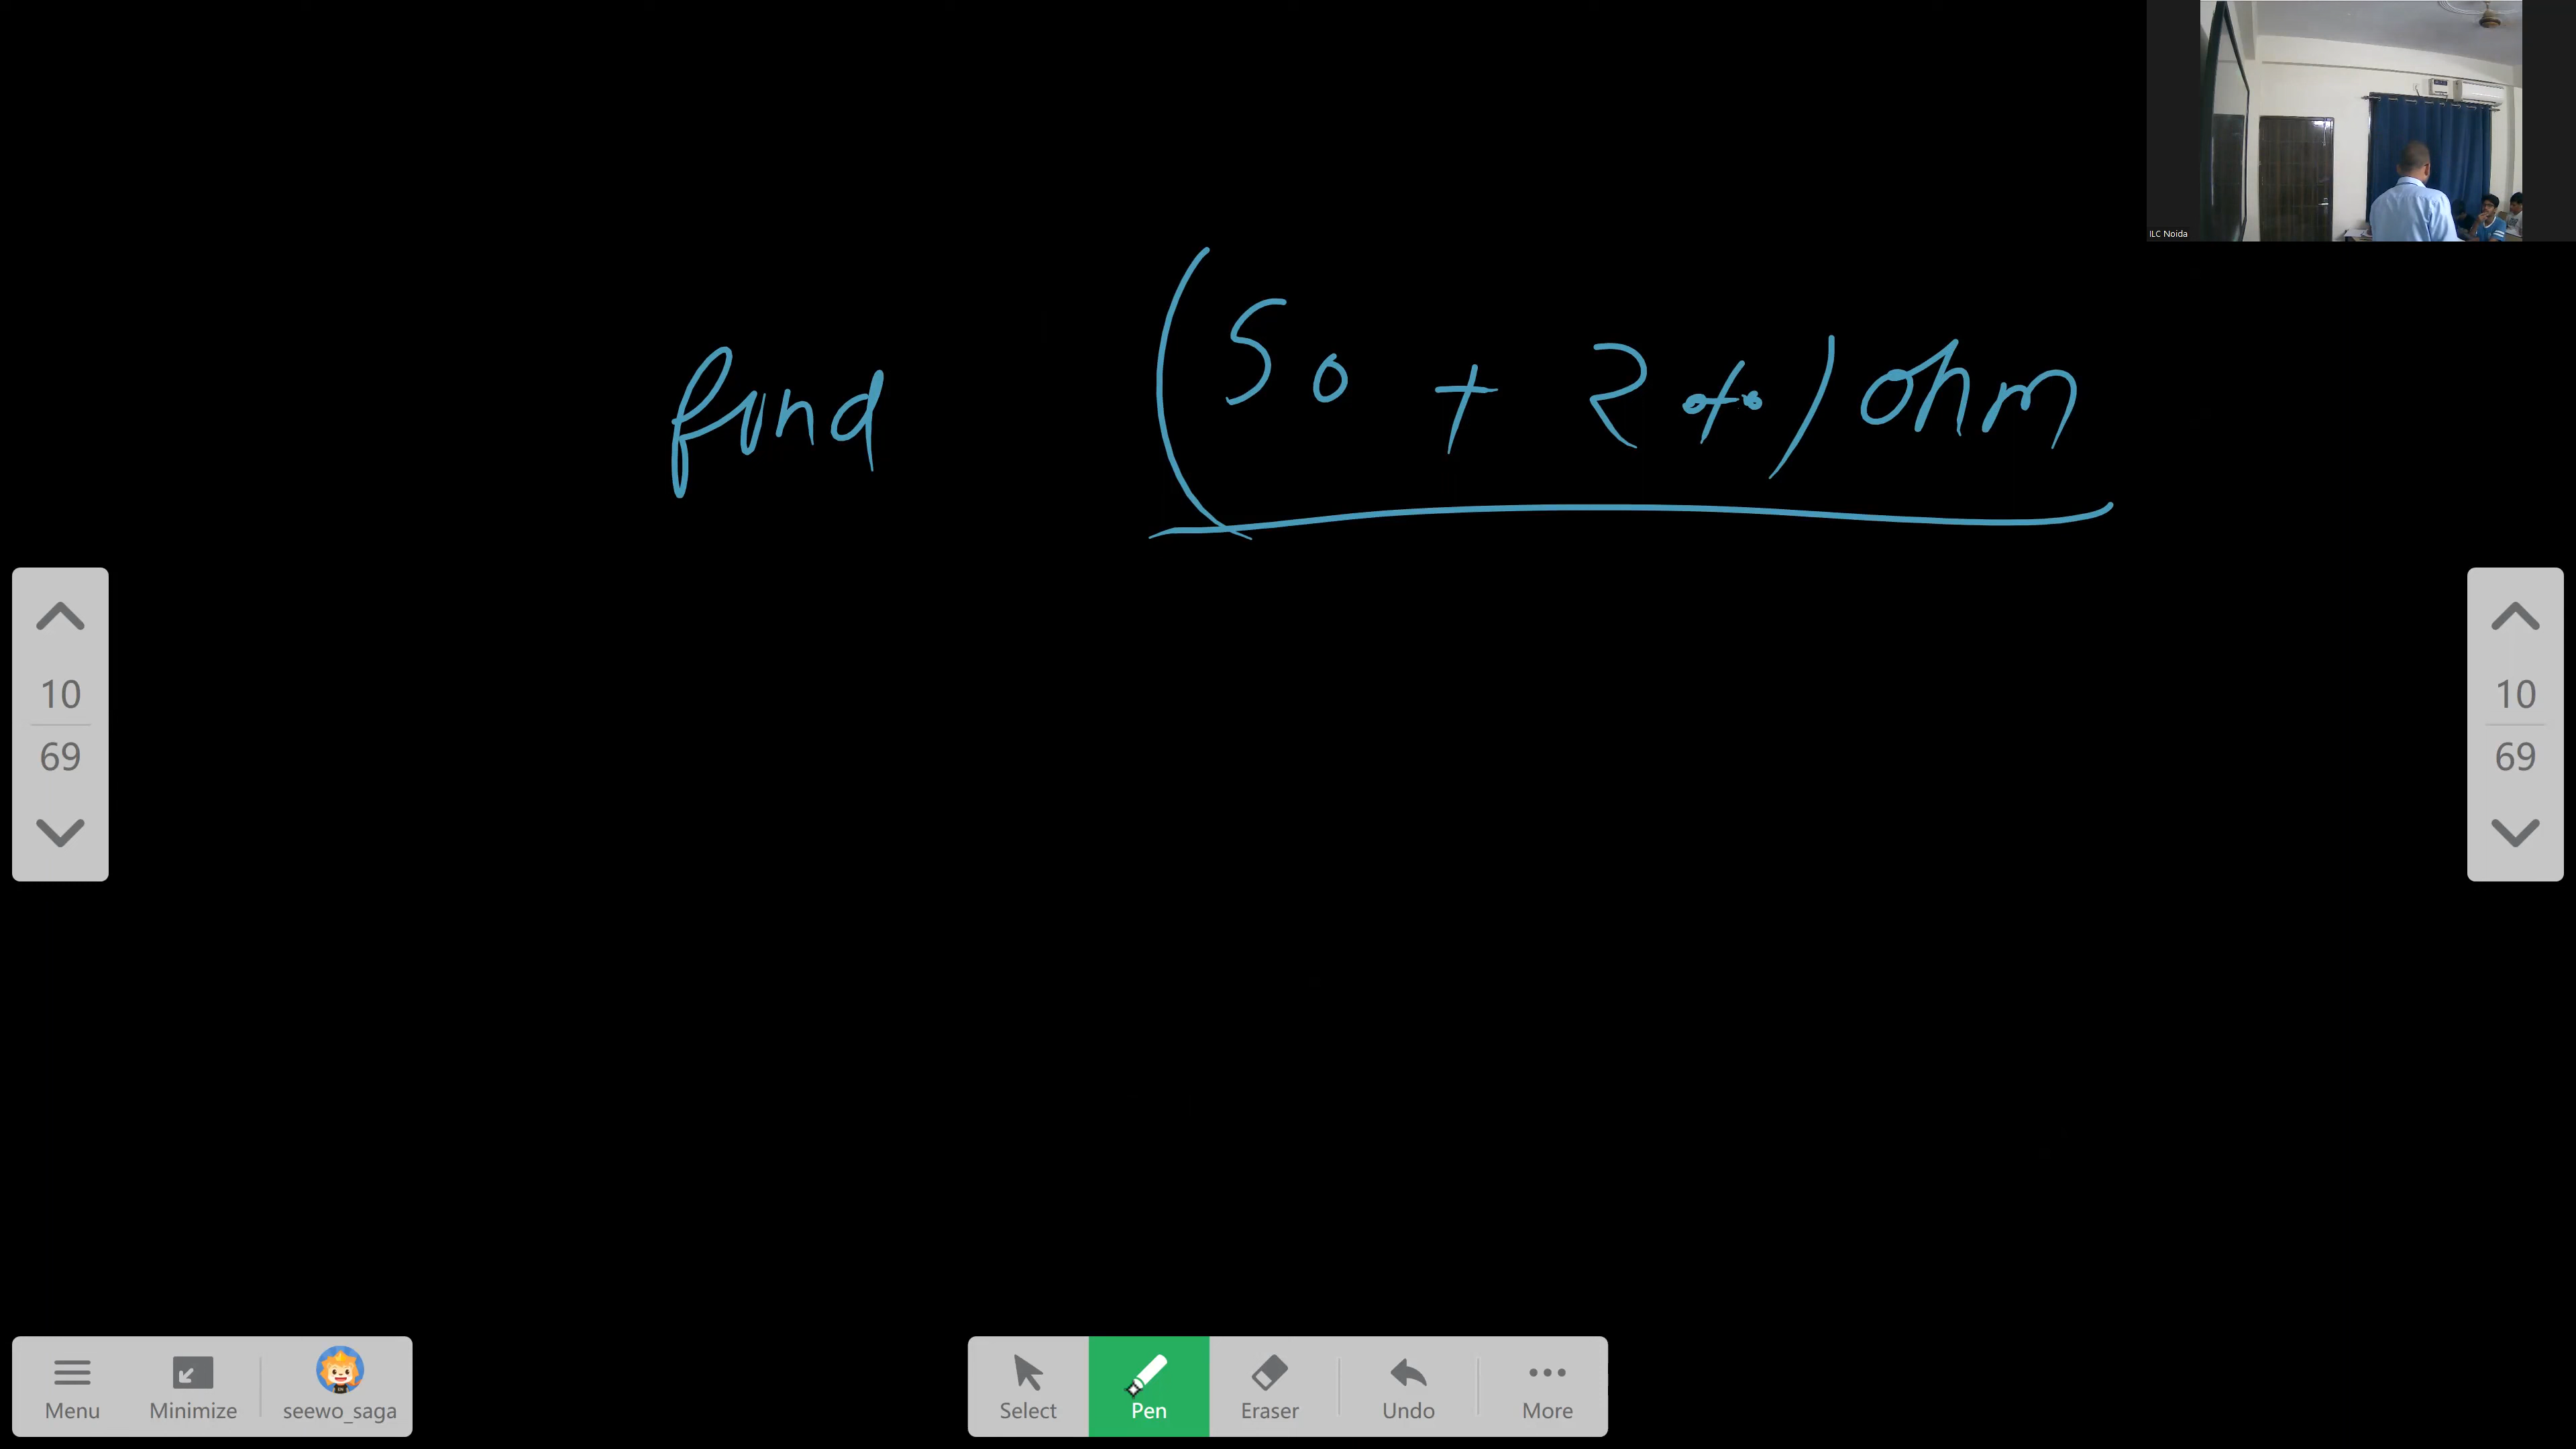 ILC Noida
find (50 + 2 %) ohm
10 10
69 69
Menu Minimize seewo_saga Select Pen Eraser Undo More